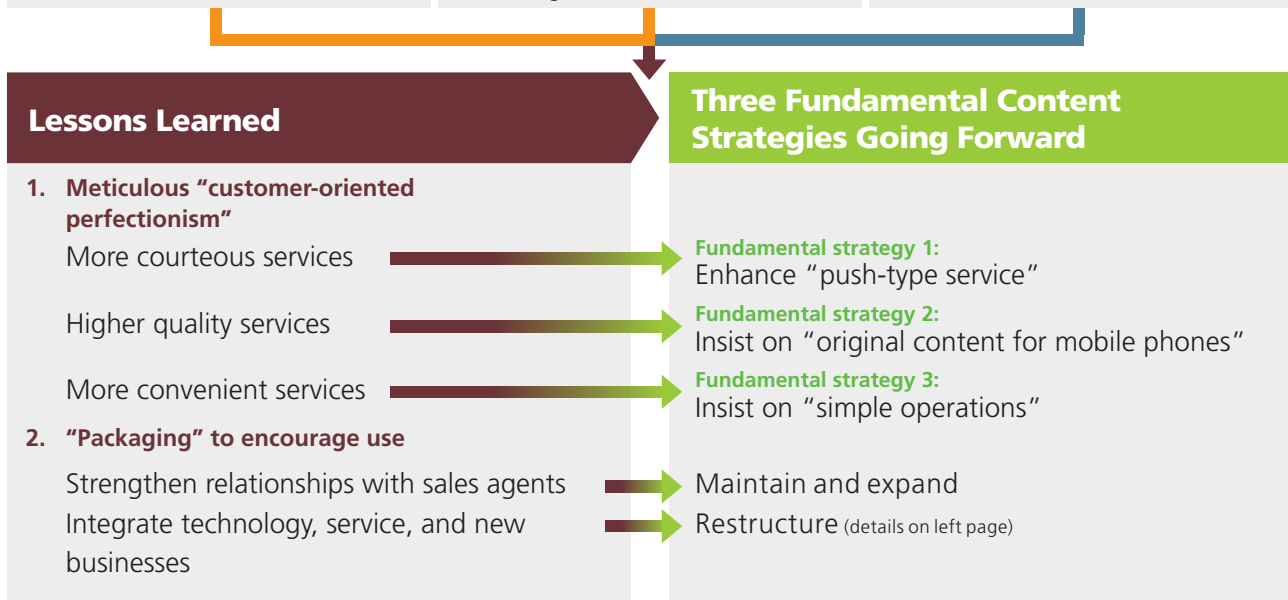 Lessons Learned
Three Fundamental Content
Strategies Going Forward
1. Meticulous “customer-oriented
perfectionism”
More courteous services
Fundamental strategy 1:
Enhance “push-type service”
Higher quality services
Fundamental strategy 2:
Insist on “original content for mobile phones”
More convenient services
Fundamental strategy 3:
Insist on “simple operations”
2. “Packaging” to encourage use
Strengthen relationships with sales agents
Maintain and expand
Integrate technology, service, and new
businesses
Restructure (details on left page)